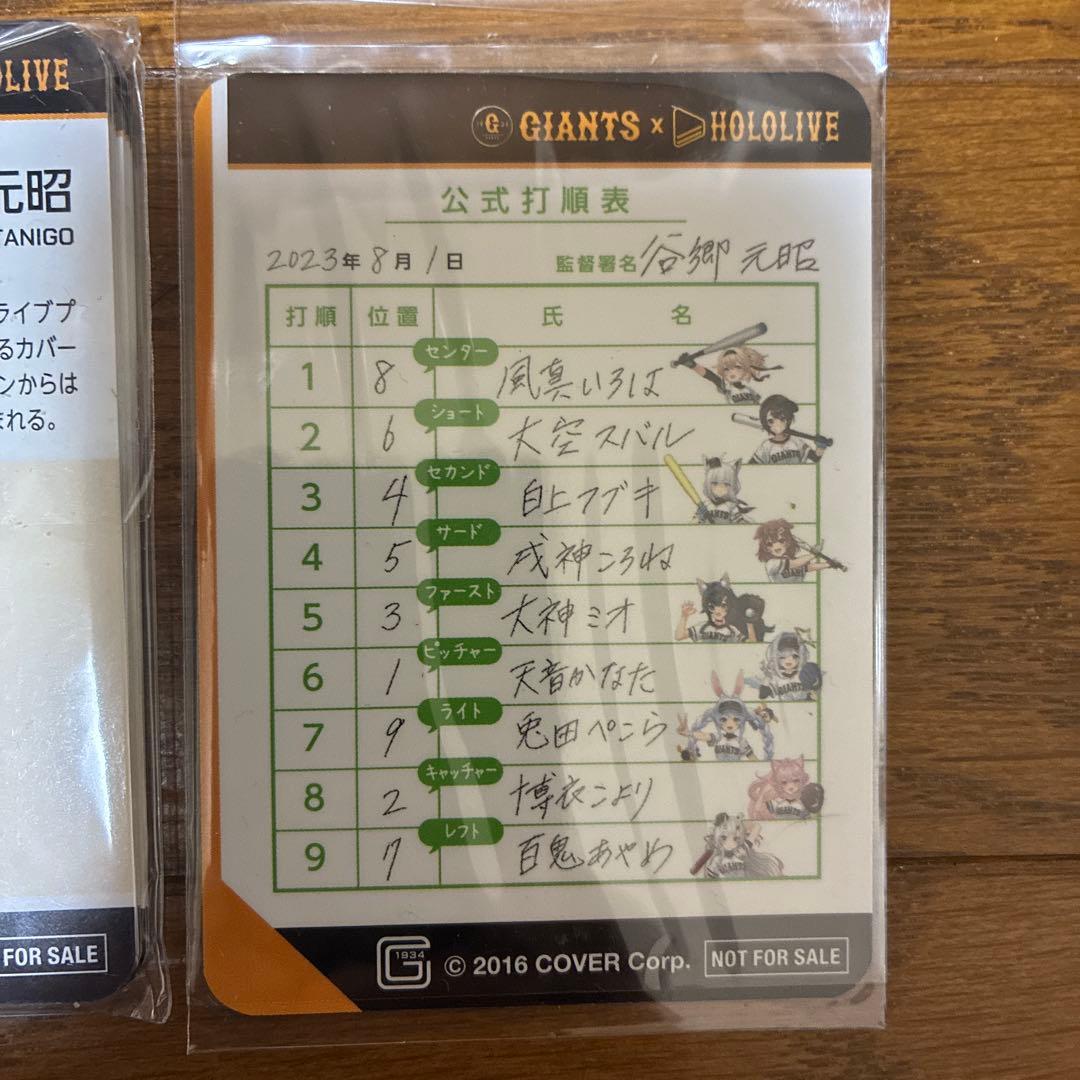 LIVE
元昭
TANIGO
ライブプ
るカバー
ンからは
まれる。
FOR SALE
G GIANTS x HOLOLIVE
公式打順表
2023年8月1日 監督署名 谷郷 元昭
打順 位置 氏 名
センター
1 8 風真いろは
ショート
2 6 大空スバル
セカンド
3 4 白上フブキ
サード
4 5 戌神ころね
ファースト
5 3 大神ミオ
ピッチャー
6 1 天音かなた
ライト
7 9 兎田ぺこら
キャッチャー
8 2 博衣こより
レフト
9 7 百鬼あやめ
G 1934 © 2016 COVER Corp. NOT FOR SALE